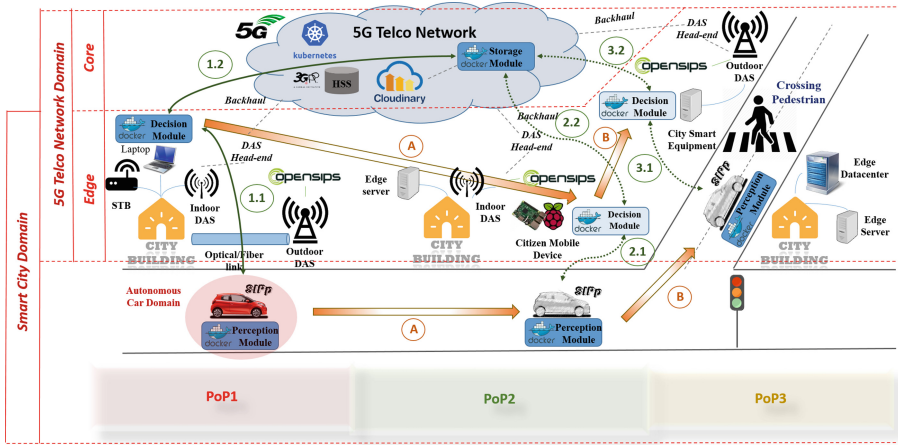 5G
kubernetes
5G Telco Network
Backhaul
DAS
Head-end
Outdoor
DAS
3GPP
A GLOBAL INITIATIVE
HSS
Cloudinary
docker
Storage
Module
1.2
3.2
opensips
Backhaul
docker
Decision
Module
Laptop
STB
Indoor
DAS
DAS
Head-end
1.1
opensips
Outdoor
DAS
CITY
BUILDING
Optical/Fiber
link
A
Edge
server
Indoor
DAS
CITY
BUILDING
Backhaul
DAS
Head-end
2.2
B
opensips
Citizen Mobile
Device
docker
Decision
Module
docker
Decision
Module
City Smart
Equipment
3.1
2.1
Crossing
Pedestrian
SIPp
Perception
Module
docker
Edge
Datacenter
Edge
Server
CITY
BUILDING
Autonomous
Car Domain
SIPp
docker
Perception
Module
A
SIPp
docker
Perception
Module
B
Smart City Domain
5G Telco Network Domain
Core
Edge
PoP1
PoP2
PoP3